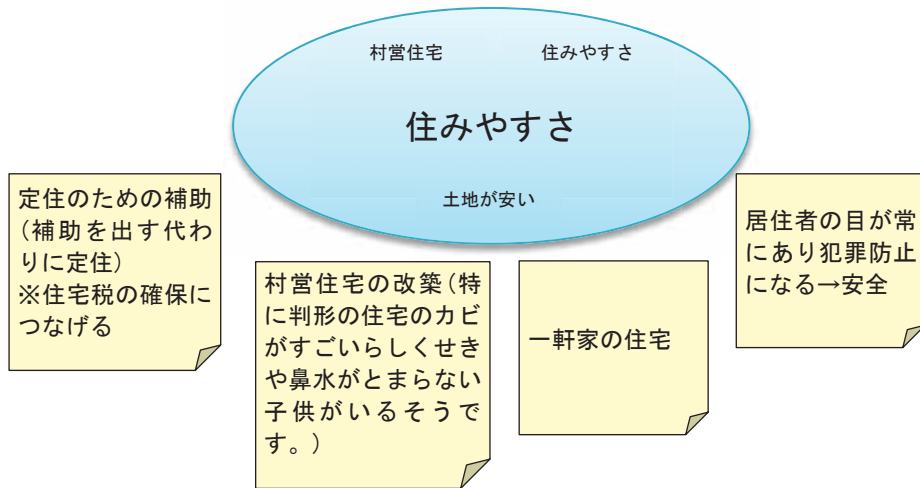 村営住宅
住みやすさ
住みやすさ
土地が安い
定住のための補助
(補助を出す代わ
りに定住)
※住宅税の確保に
つなげる
村営住宅の改築(特
に判形の住宅のカビ
がすごいらしくせき
や鼻水がとまらない
子供がいるそうで
す。)
一軒家の住宅
居住者の目が常
にあり犯罪防止
になる→安全